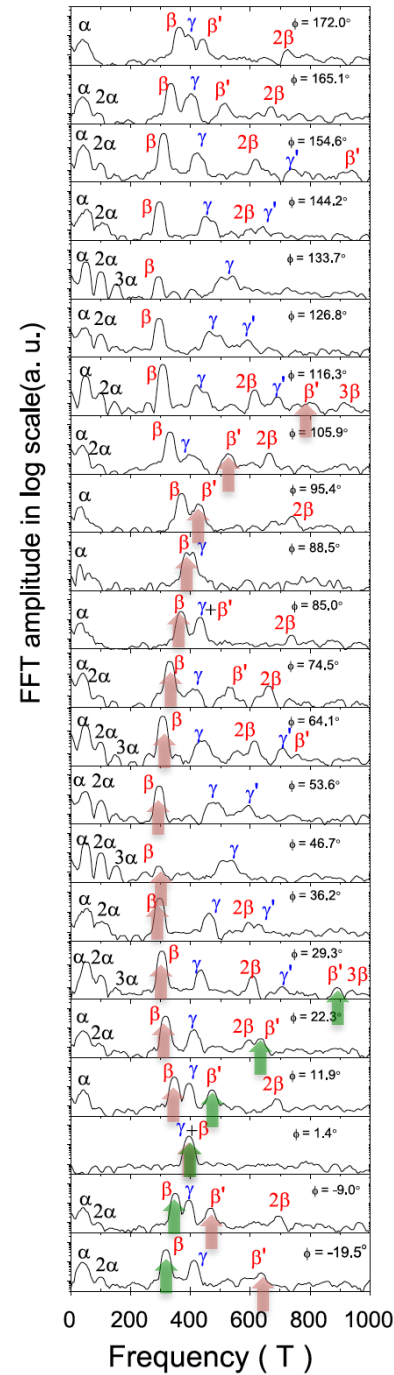 FFT amplitude in log scale(a. u.)
α β γ β' 2β ϕ = 172.0°
α 2α β γ β' 2β ϕ = 165.1°
α 2α β γ 2β γ' β' ϕ = 154.6°
α 2α β γ 2β γ' ϕ = 144.2°
α 2α 3α β γ ϕ = 133.7°
α 2α β γ γ' ϕ = 126.8°
α 2α β γ 2β γ' β' 3β ϕ = 116.3°
α 2α β γ β' 2β ϕ = 105.9°
α β β' 2β ϕ = 95.4°
β γ ϕ = 88.5°
α β γ+β' 2β ϕ = 85.0°
α 2α β γ β' 2β ϕ = 74.5°
α 2α 3α β γ 2β γ' β' ϕ = 64.1°
α 2α β γ γ' ϕ = 53.6°
α 2α 3α β γ ϕ = 46.7°
α 2α β γ 2β γ' ϕ = 36.2°
α 2α 3α β γ 2β γ' β' 3β ϕ = 29.3°
α 2α β γ 2β β' ϕ = 22.3°
α β γ β' 2β ϕ = 11.9°
γ+β ϕ = 1.4°
α 2α β γ β' 2β ϕ = -9.0°
α 2α β γ β' ϕ = -19.5°
0 200 400 600 800 1000
Frequency ( T )